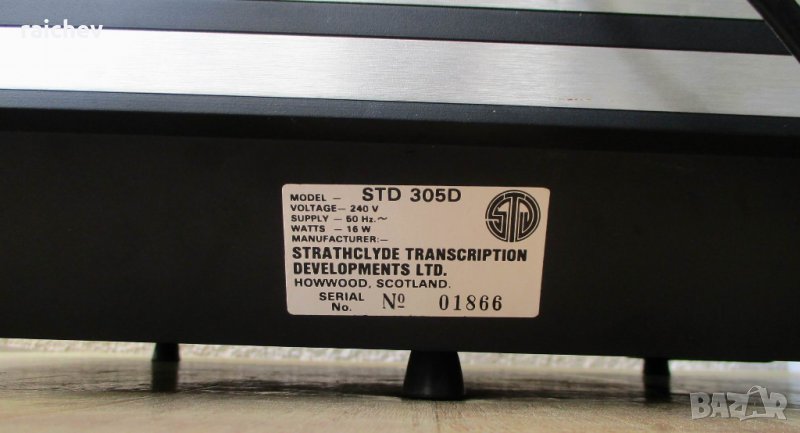 raichev
MODEL – STD 305D
VOLTAGE– 240 V
SUPPLY – 50 Hz.~
WATTS – 16 W
MANUFACTURER:–
STD
STRATHCLYDE TRANSCRIPTION
DEVELOPMENTS LTD.
HOWWOOD, SCOTLAND.
SERIAL
No. Nº 01866
BAZAR